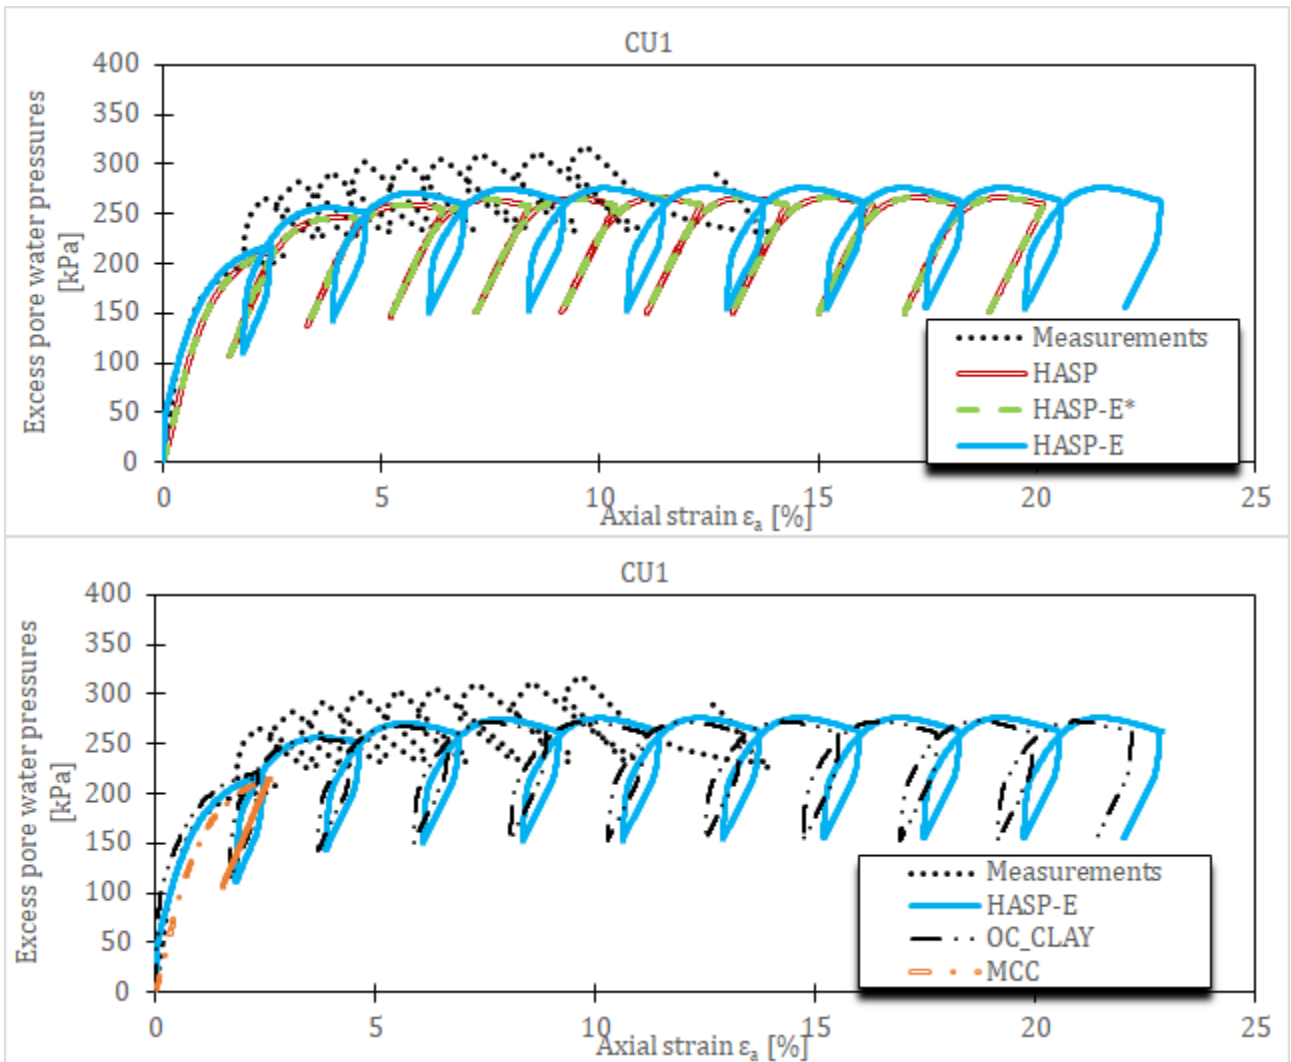 CU1
400
350
300
250
200
150
100
50
0
Excess pore water pressures
[kPa]
Measurements
HASP
HASP-E*
HASP-E
0 5 10 15 20 25
Axial strain εa [%]
CU1
400
350
300
250
200
150
100
50
0
Excess pore water pressures
[kPa]
Measurements
HASP-E
OC_CLAY
MCC
0 5 10 15 20 25
Axial strain εa [%]